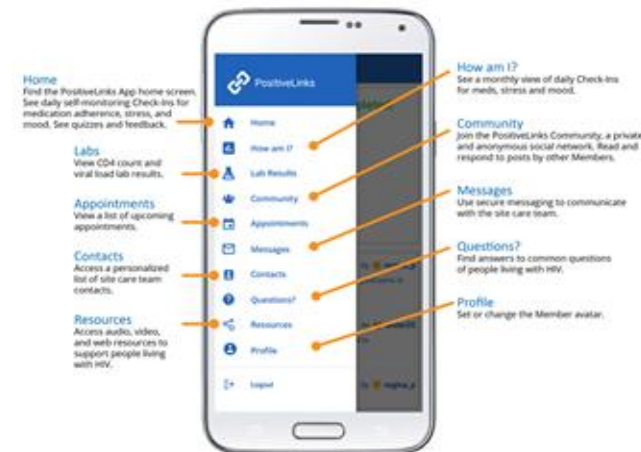 Home
Find the PositiveLinks App home screen.
See daily self-monitoring Check-Ins for
medication adherence, stress, and
mood. See quizzes and feedback.
Labs
View CD4 count and
viral load lab results.
Appointments
View a list of upcoming
appointments.
Contacts
Access a personalized
list of site care team
contacts.
Resources
Access audio, video,
and web resources to
support people living
with HIV.
PositiveLinks
Home
How am I?
Lab Results
Community
Appointments
Messages
Contacts
Questions?
Resources
Profile
Logout
How am I?
See a monthly view of daily Check-Ins
for meds, stress and mood.
Community
Join the PositiveLinks Community, a private
and anonymous social network. Read and
respond to posts by other Members.
Messages
Use secure messaging to communicate
with the site care team.
Questions?
Find answers to common questions
of people living with HIV.
Profile
Set or change the Member avatar.